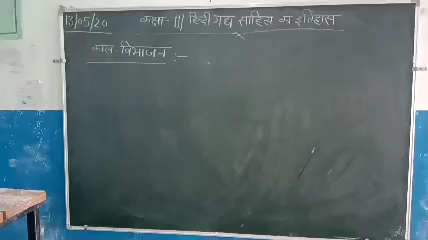 13/05/20 कक्षा-11/ हिंदी गद्य साहित्य का इतिहास
काल-विभाजन :-